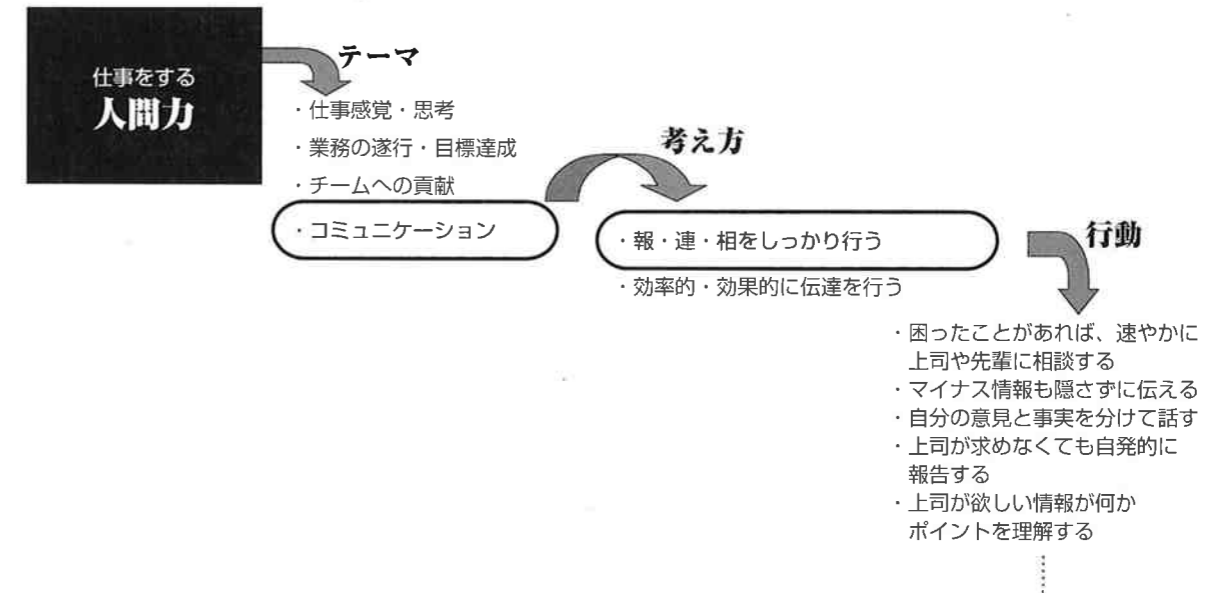 仕事をする
人間力
テーマ
・仕事感覚・思考
・業務の遂行・目標達成
・チームへの貢献
・コミュニケーション
考え方
・報・連・相をしっかり行う
・効率的・効果的に伝達を行う
行動
・困ったことがあれば、速やかに
上司や先輩に相談する
・マイナス情報も隠さずに伝える
・自分の意見と事実を分けて話す
・上司が求めなくても自発的に
報告する
・上司が欲しい情報が何か
ポイントを理解する